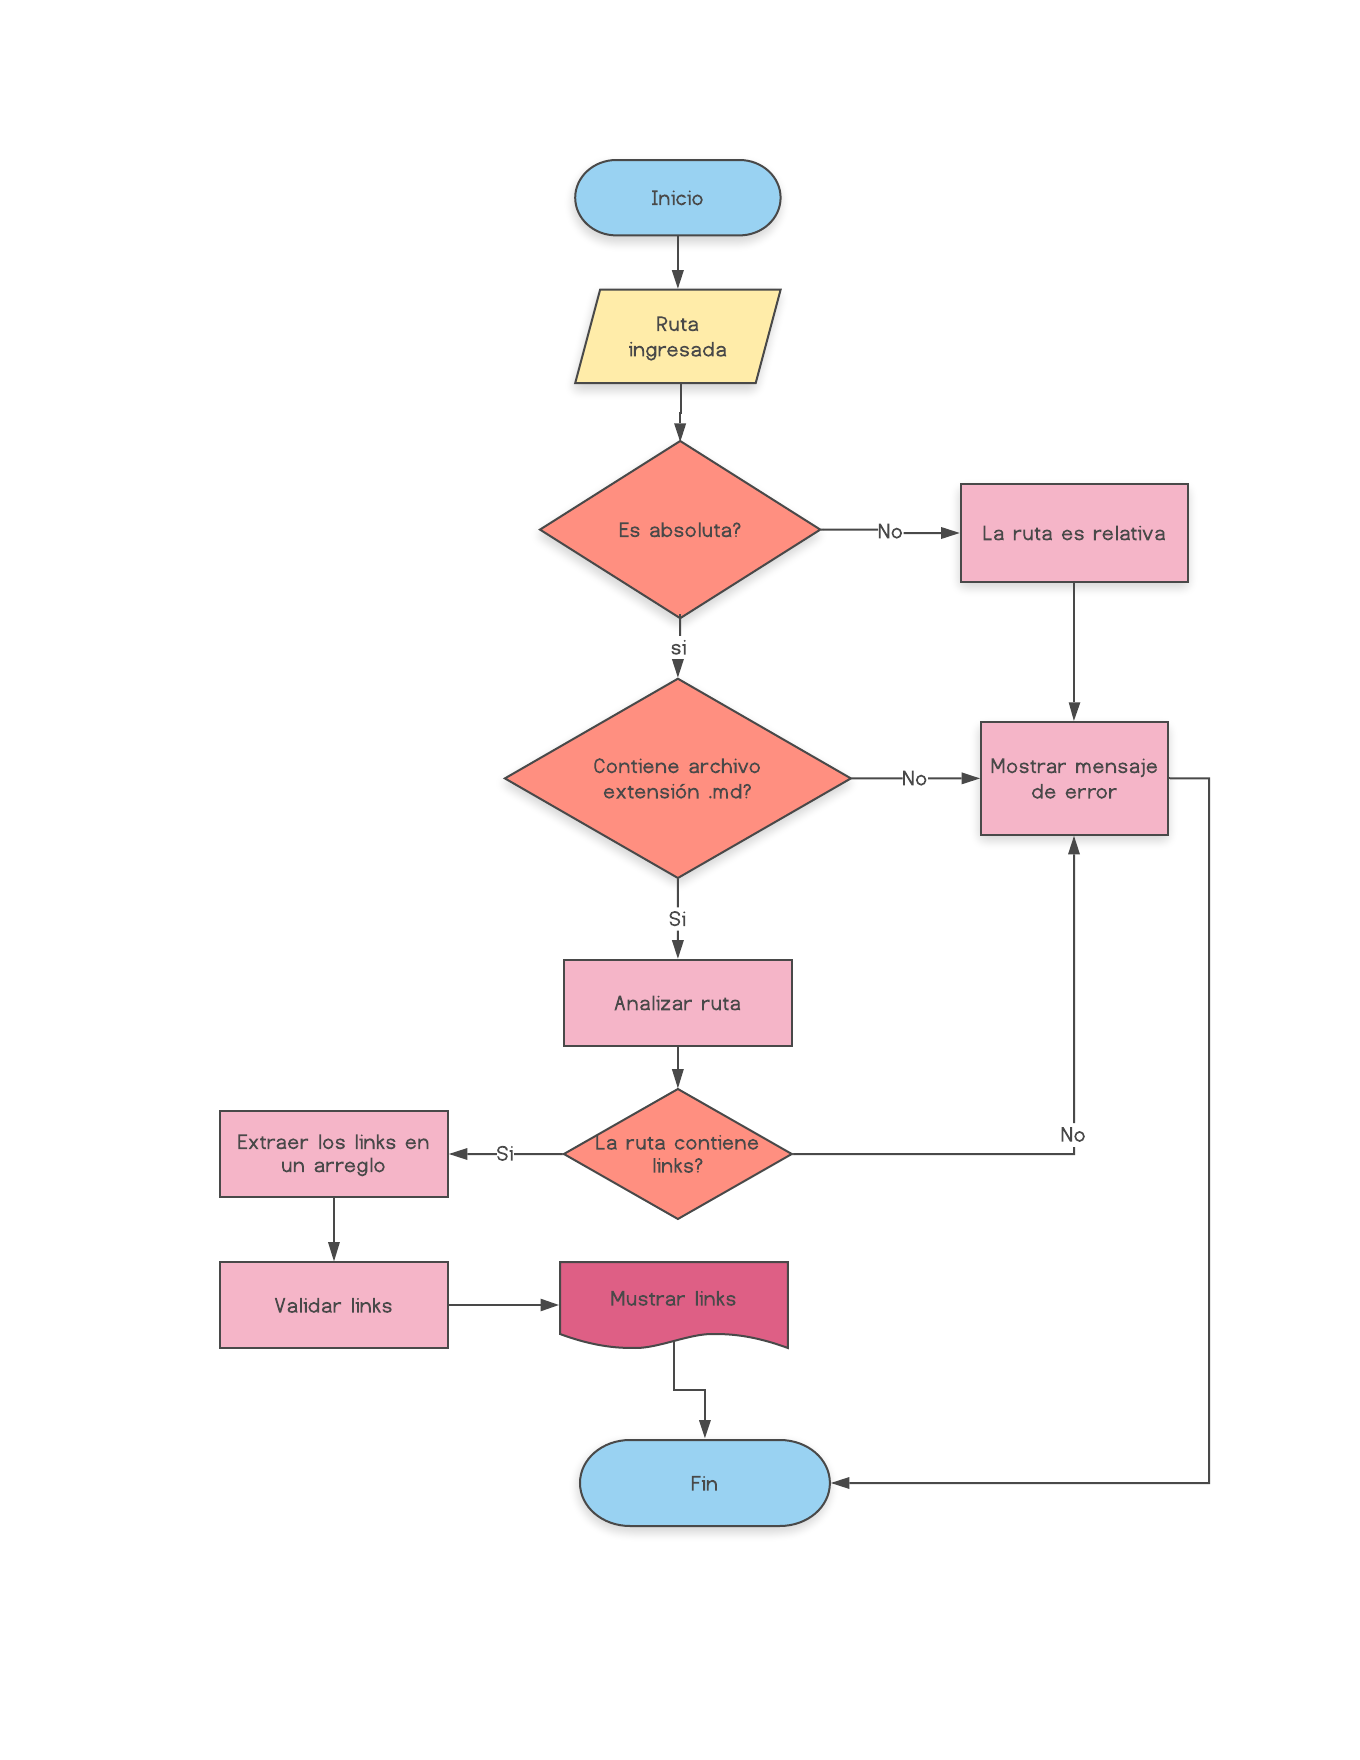 Inicio
Ruta
ingresada
Es absoluta?
No
La ruta es relativa
si
Contiene archivo
extensión .md?
No
Mostrar mensaje
de error
Si
Analizar ruta
La ruta contiene
links?
Si
No
Extraer los links en
un arreglo
Validar links
Mustrar links
Fin